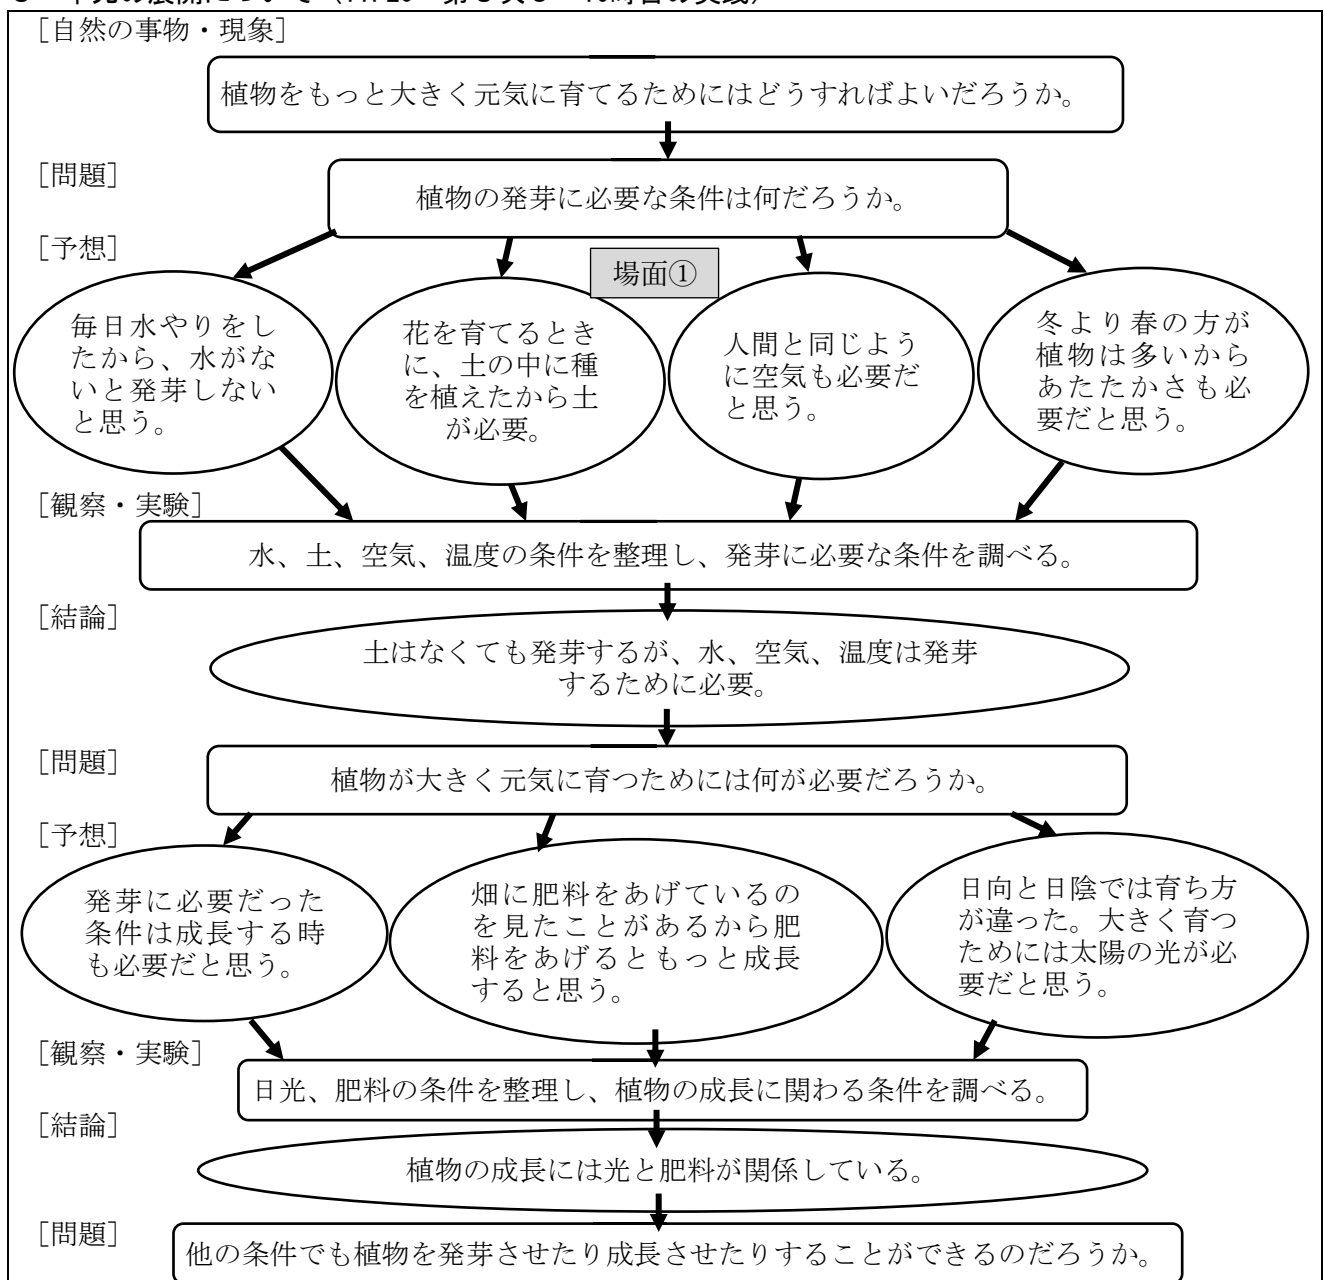 [自然の事物・現象]
植物をもっと大きく元気に育てるためにはどうすればよいだろうか。
[問題]
植物の発芽に必要な条件は何だろうか。
[予想]
場面①
毎日水やりをし
たから、水がな
いと発芽しない
と思う。
花を育てるとき
に、土の中に種
を植えたから土
が必要。
人間と同じよう
に空気も必要だ
と思う。
冬より春の方が
植物は多いから
あたたかさも必
要だと思う。
[観察・実験]
水、土、空気、温度の条件を整理し、発芽に必要な条件を調べる。
[結論]
土はなくても発芽するが、水、空気、温度は発芽
するために必要。
[問題]
植物が大きく元気に育つためには何が必要だろうか。
[予想]
発芽に必要だった
条件は成長する時
も必要だと思う。
畑に肥料をあげているの
を見たことがあるから肥
料をあげるともっと成長
すると思う。
日向と日陰では育ち方
が違った。大きく育つ
ためには太陽の光が必
要だと思う。
[観察・実験]
日光、肥料の条件を整理し、植物の成長に関わる条件を調べる。
[結論]
植物の成長には光と肥料が関係している。
[問題]
他の条件でも植物を発芽させたり成長させたりすることができるのだろうか。